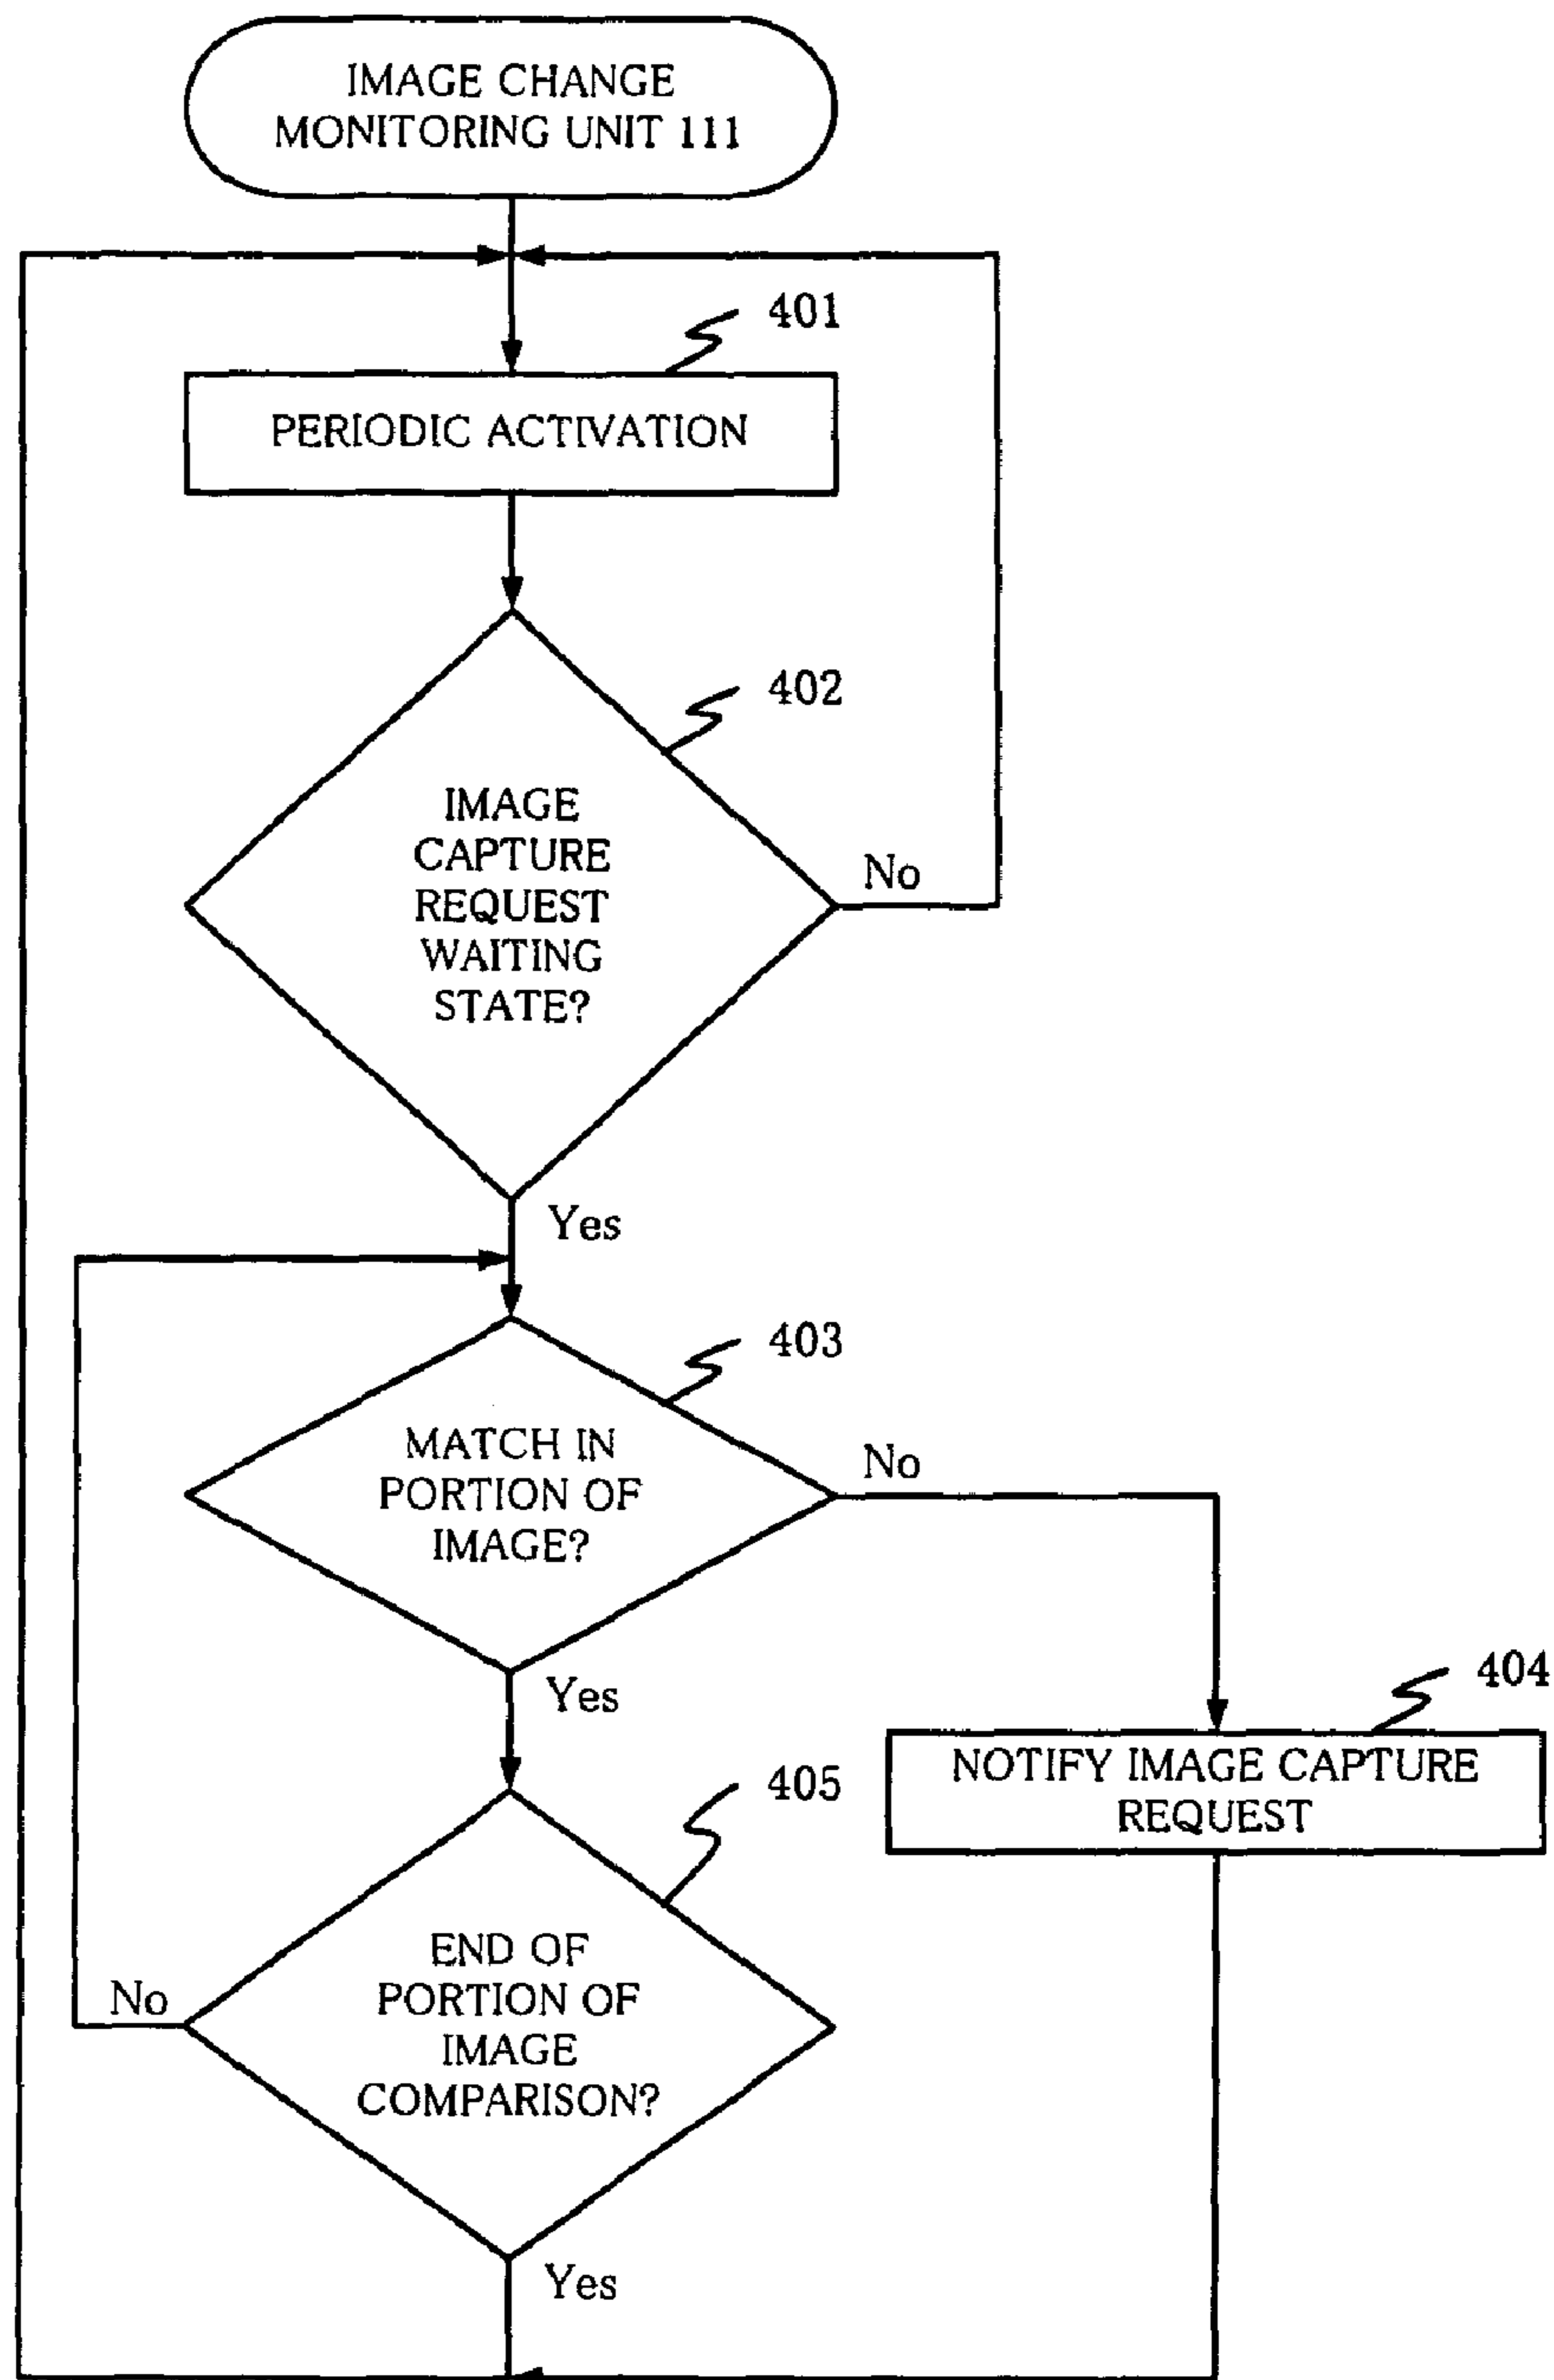 IMAGE CHANGE
MONITORING UNIT 111
401
PERIODIC ACTIVATION
402
IMAGE
CAPTURE
REQUEST
WAITING
STATE?
No
Yes
403
MATCH IN
PORTION OF
IMAGE?
No
Yes
404
NOTIFY IMAGE CAPTURE
REQUEST
405
END OF
PORTION OF
IMAGE
COMPARISON?
No
Yes